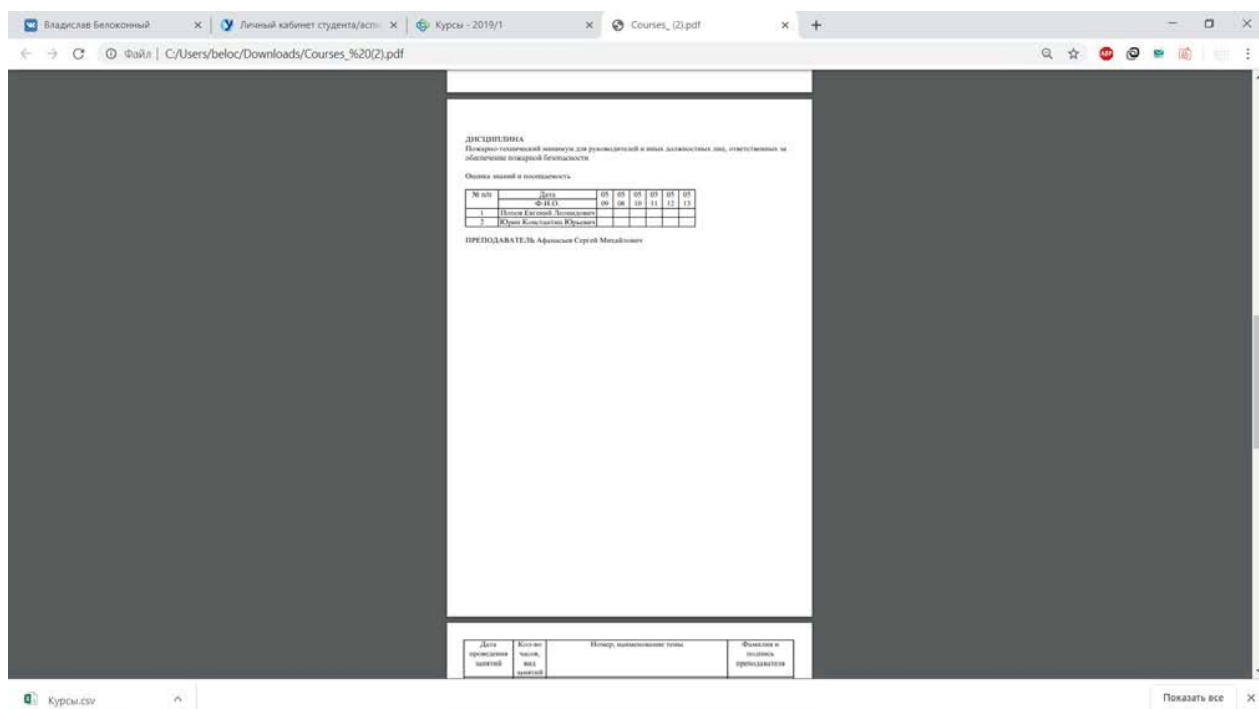 Владислав Белоконный
Личный кабинет студента/аспи
Курсы - 2019/1
Courses_ (2).pdf
Файл | C:/Users/beloc/Downloads/Courses_%20(2).pdf
ДИСЦИПЛИНА
Пожарно-технический минимум для руководителей и иных должностных лиц, ответственных за
обеспечение пожарной безопасности
Оценка знаний и посещаемость
№ п/п Дата 05 05 05 05 05 05
Ф.И.О. 09 08 10 11 12 13
1 Попов Евгений Леонидович
2 Юрин Константин Юрьевич
ПРЕПОДАВАТЕЛЬ Афанасьев Сергей Михайлович
Дата Кол-во Номер, наименование темы Фамилия и
проведения часов, подпись
занятий вид преподавателя
занятий
Курсы.csv
Показать все